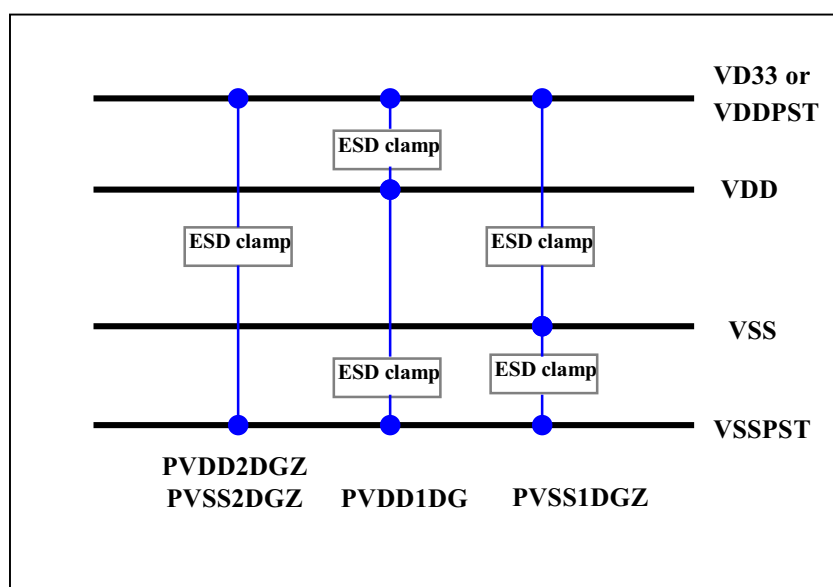 VD33 or
VDDPST
ESD clamp
VDD
ESD clamp
ESD clamp
VSS
ESD clamp
ESD clamp
VSSPST
PVDD2DGZ
PVSS2DGZ
PVDD1DG
PVSS1DGZ